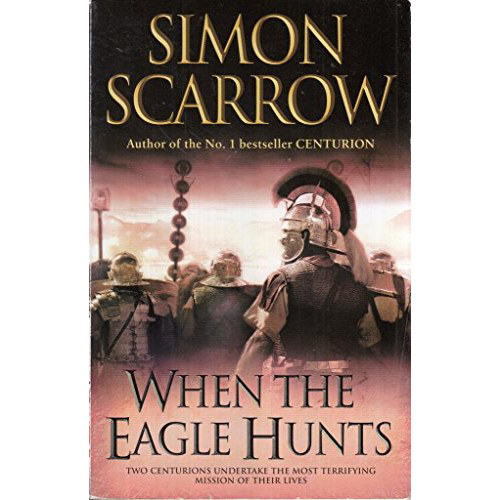 SIMON
SCARROW
Author of the No. 1 bestseller CENTURION
WHEN THE
EAGLE HUNTS
TWO CENTURIONS UNDERTAKE THE MOST TERRIFYING
MISSION OF THEIR LIVES